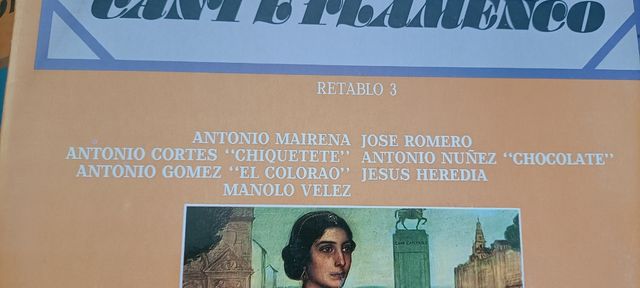 CANTE FLAMENCO
RETABLO 3
ANTONIO MAIRENA JOSE ROMERO
ANTONIO CORTES "CHIQUETETE" ANTONIO NUÑEZ "CHOCOLATE"
ANTONIO GOMEZ "EL COLORAO" JESUS HEREDIA
MANOLO VELEZ